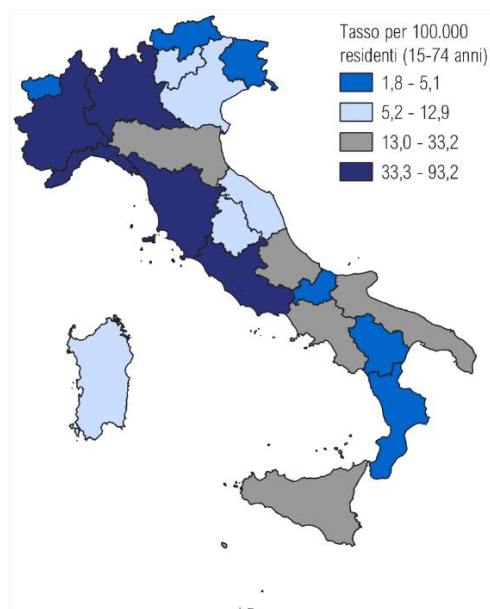 Tasso per 100.000
residenti (15-74 anni)
1,8 - 5,1
5,2 - 12,9
13,0 - 33,2
33,3 - 93,2